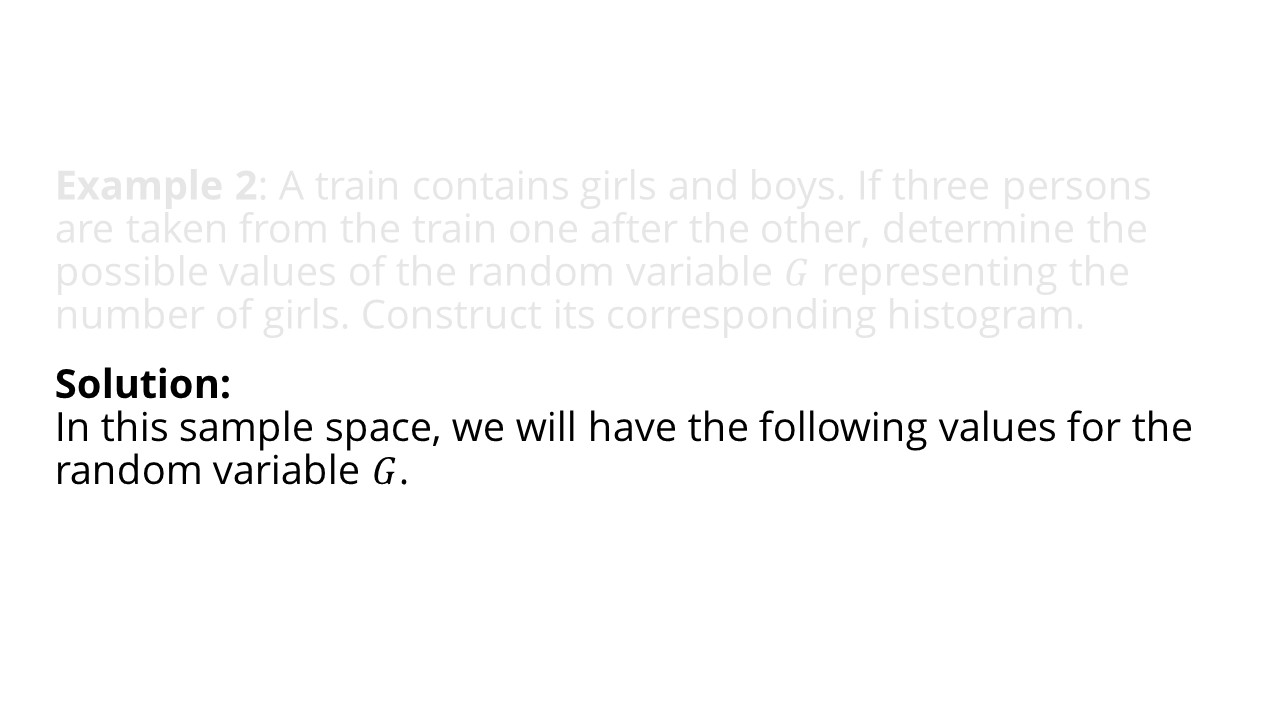 Example 2: A train contains girls and boys. If three persons
are taken from the train one after the other, determine the
possible values of the random variable G representing the
number of girls. Construct its corresponding histogram.
Solution:
In this sample space, we will have the following values for the
random variable G.